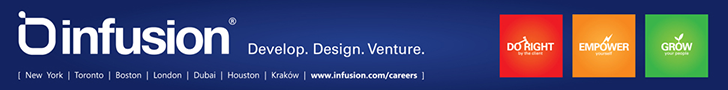 infusion®
Develop. Design. Venture.
[ New York | Toronto | Boston | London | Dubai | Houston | Kraków | www.infusion.com/careers ]
DO RIGHT
by the client
EMPOWER
yourself
GROW
your people